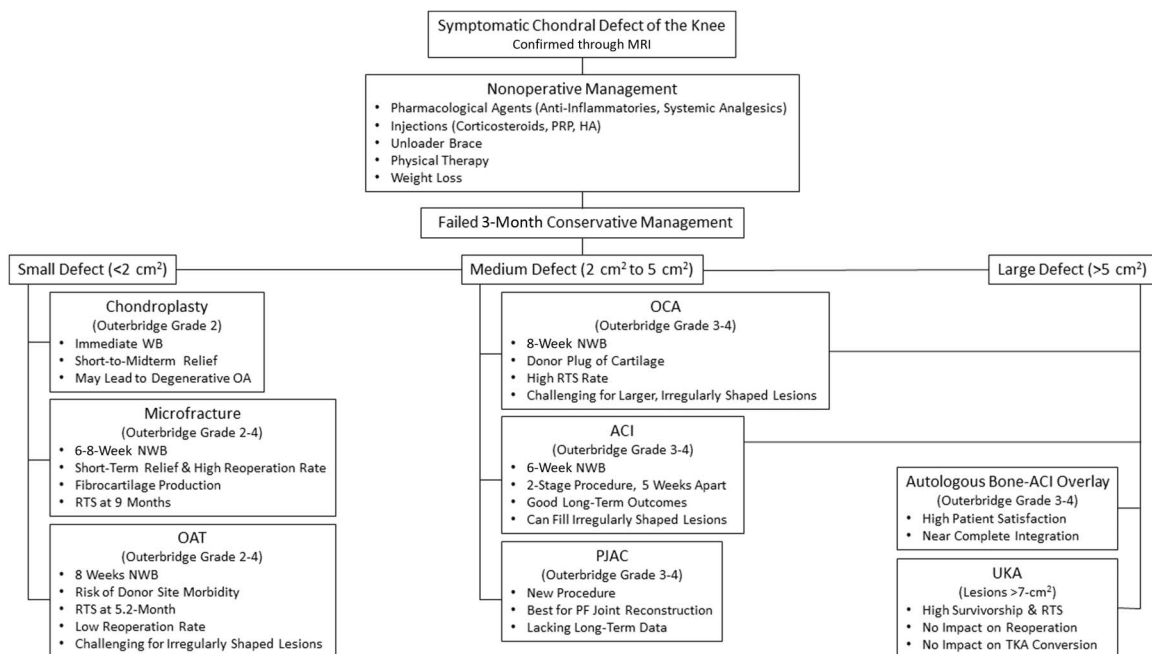 Symptomatic Chondral Defect of the Knee
Confirmed through MRI
Nonoperative Management
• Pharmacological Agents (Anti-Inflammatories, Systemic Analgesics)
• Injections (Corticosteroids, PRP, HA)
• Unloader Brace
• Physical Therapy
• Weight Loss
Failed 3-Month Conservative Management
Small Defect (<2 cm²)
Chondroplasty
(Outerbridge Grade 2)
• Immediate WB
• Short-to-Midterm Relief
• May Lead to Degenerative OA
Microfracture
(Outerbridge Grade 2-4)
• 6-8-Week NWB
• Short-Term Relief & High Reoperation Rate
• Fibrocartilage Production
• RTS at 9 Months
OAT
(Outerbridge Grade 2-4)
• 8 Weeks NWB
• Risk of Donor Site Morbidity
• RTS at 5.2-Month
• Low Reoperation Rate
• Challenging for Irregularly Shaped Lesions
Medium Defect (2 cm² to 5 cm²)
OCA
(Outerbridge Grade 3-4)
• 8-Week NWB
• Donor Plug of Cartilage
• High RTS Rate
• Challenging for Larger, Irregularly Shaped Lesions
ACI
(Outerbridge Grade 3-4)
• 6-Week NWB
• 2-Stage Procedure, 5 Weeks Apart
• Good Long-Term Outcomes
• Can Fill Irregularly Shaped Lesions
PJAC
(Outerbridge Grade 3-4)
• New Procedure
• Best for PF Joint Reconstruction
• Lacking Long-Term Data
Large Defect (>5 cm²)
Autologous Bone-ACI Overlay
(Outerbridge Grade 3-4)
• High Patient Satisfaction
• Near Complete Integration
UKA
(Lesions >7-cm²)
• High Survivorship & RTS
• No Impact on Reoperation
• No Impact on TKA Conversion